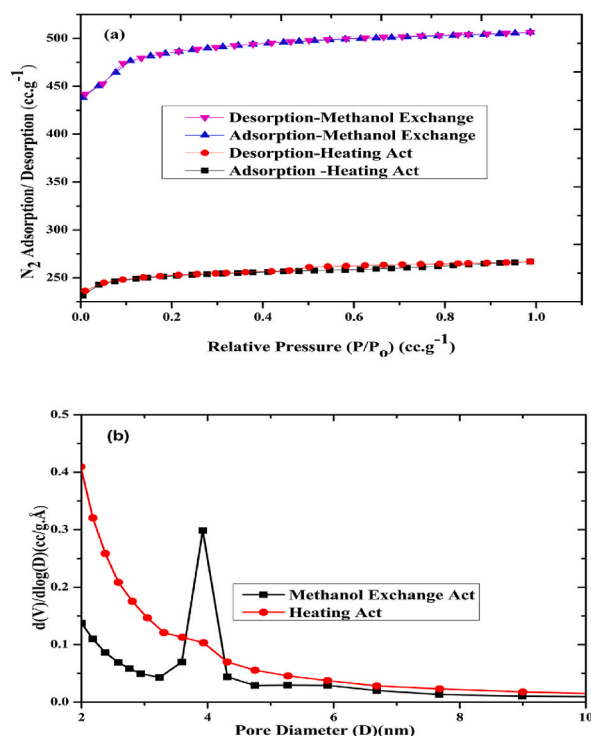 (a)
500
450
400
350
300
250
N2 Adsorption/ Desorption (cc.g-1)
Desorption-Methanol Exchange
Adsorption-Methanol Exchange
Desorption-Heating Act
Adsorption -Heating Act
0.0 0.2 0.4 0.6 0.8 1.0
Relative Pressure (P/Po) (cc.g-1)
(b)
0.5
0.4
0.3
0.2
0.1
0.0
d(V)/dlog(D)(cc/g.Å)
Methanol Exchange Act
Heating Act
2 4 6 8 10
Pore Diameter (D)(nm)